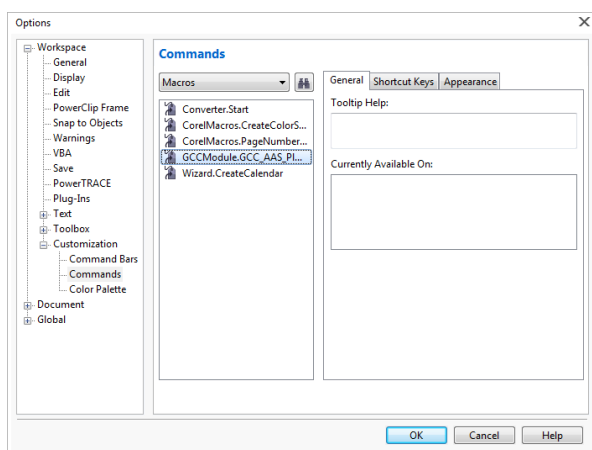 Options
Workspace
General
Display
Edit
PowerClip Frame
Snap to Objects
Warnings
VBA
Save
PowerTRACE
Plug-Ins
Text
Toolbox
Customization
Command Bars
Commands
Color Palette
Document
Global
Commands
Macros
Converter.Start
CorelMacros.CreateColorS...
CorelMacros.PageNumber...
GCCModule.GCC_AAS_Pl...
Wizard.CreateCalendar
General Shortcut Keys Appearance
Tooltip Help:
Currently Available On:
OK Cancel Help